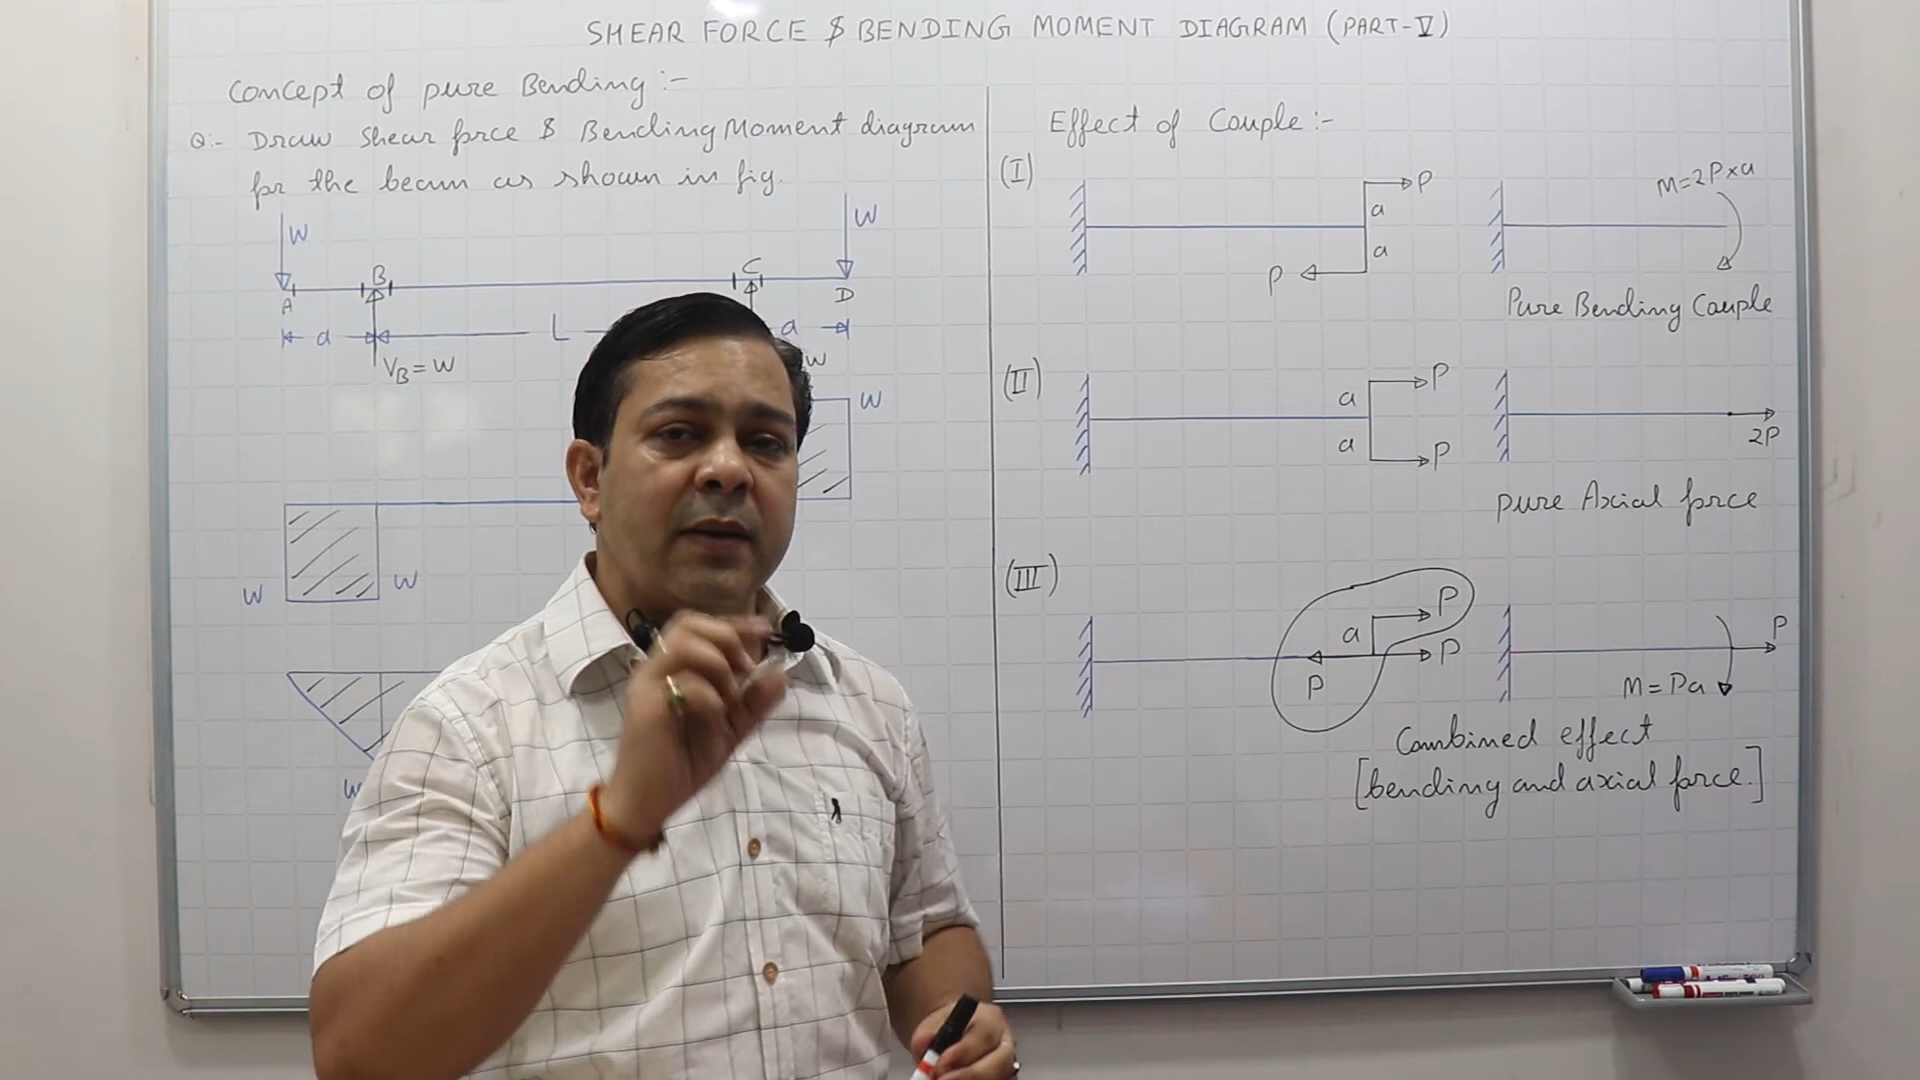 SHEAR FORCE $ BENDING MOMENT DIAGRAM (PART-V)
Concept of pure Bending :-
Q:- Draw shear force $ Bending Moment diagram
for the beam as shown in fig.
W
W
A
B
C
D
a
L
a
VB = W
W
W
W
W
W
Effect of Couple :-
(I)
P
a
a
P
M=2P×a
Pure Bending Couple
(II)
a
P
a
P
2P
pure Axial force
(III)
a
P
P
P
P
M = Pa
Combined effect
[bending and axial force.]